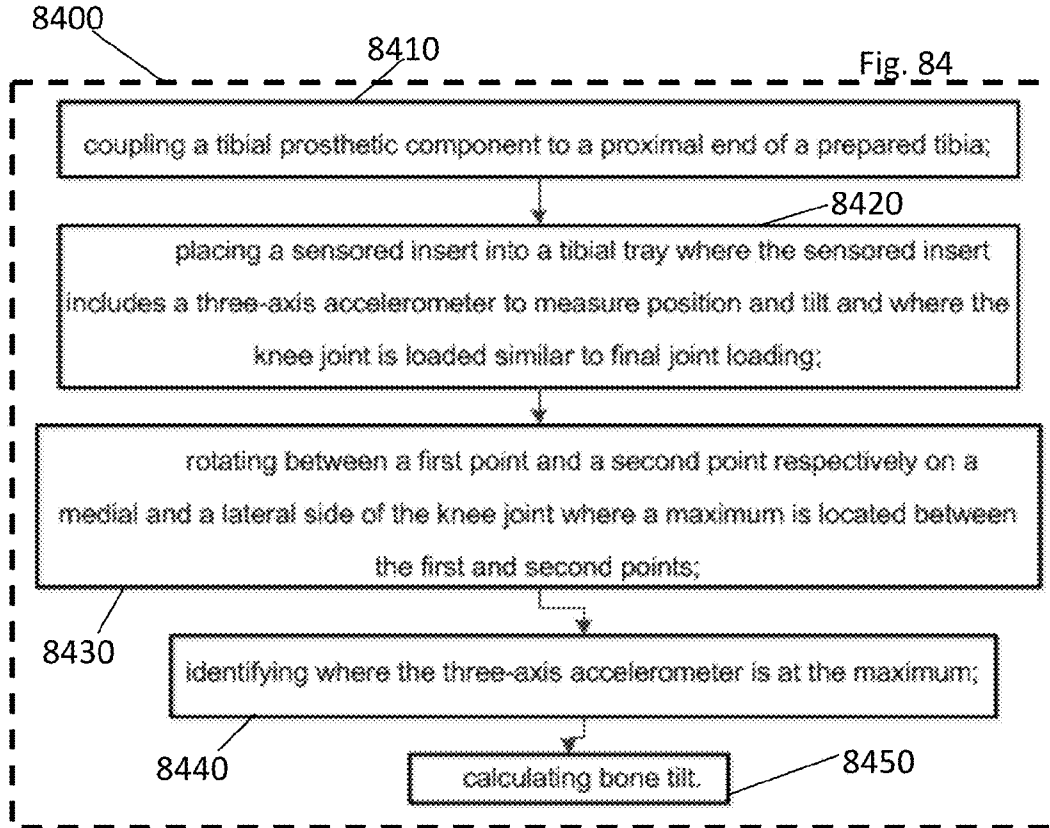 8400
8410
Fig. 84
coupling a tibial prosthetic component to a proximal end of a prepared tibia;
8420
placing a sensored insert into a tibial tray where the sensored insert
includes a three-axis accelerometer to measure position and tilt and where the
knee joint is loaded similar to final joint loading;
rotating between a first point and a second point respectively on a
medial and a lateral side of the knee joint where a maximum is located between
the first and second points;
8430
identifying where the three-axis accelerometer is at the maximum;
8440
calculating bone tilt.
8450